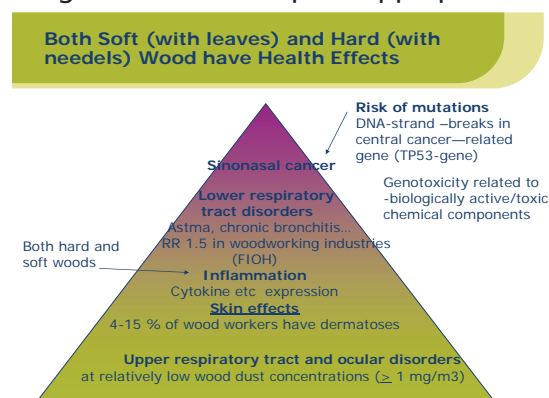 Both Soft (with leaves) and Hard (with
needels) Wood have Health Effects
Risk of mutations
DNA-strand –breaks in
central cancer—related
gene (TP53-gene)
Genotoxicity related to
-biologically active/toxic
chemical components
Sinonasal cancer
Lower respiratory
tract disorders
Astma, chronic bronchitis…
RR 1.5 in woodworking industries
(FIOH)
Both hard and
soft woods
Inflammation
Cytokine etc expression
Skin effects
4-15 % of wood workers have dermatoses
Upper respiratory tract and ocular disorders
at relatively low wood dust concentrations (≥ 1 mg/m3)